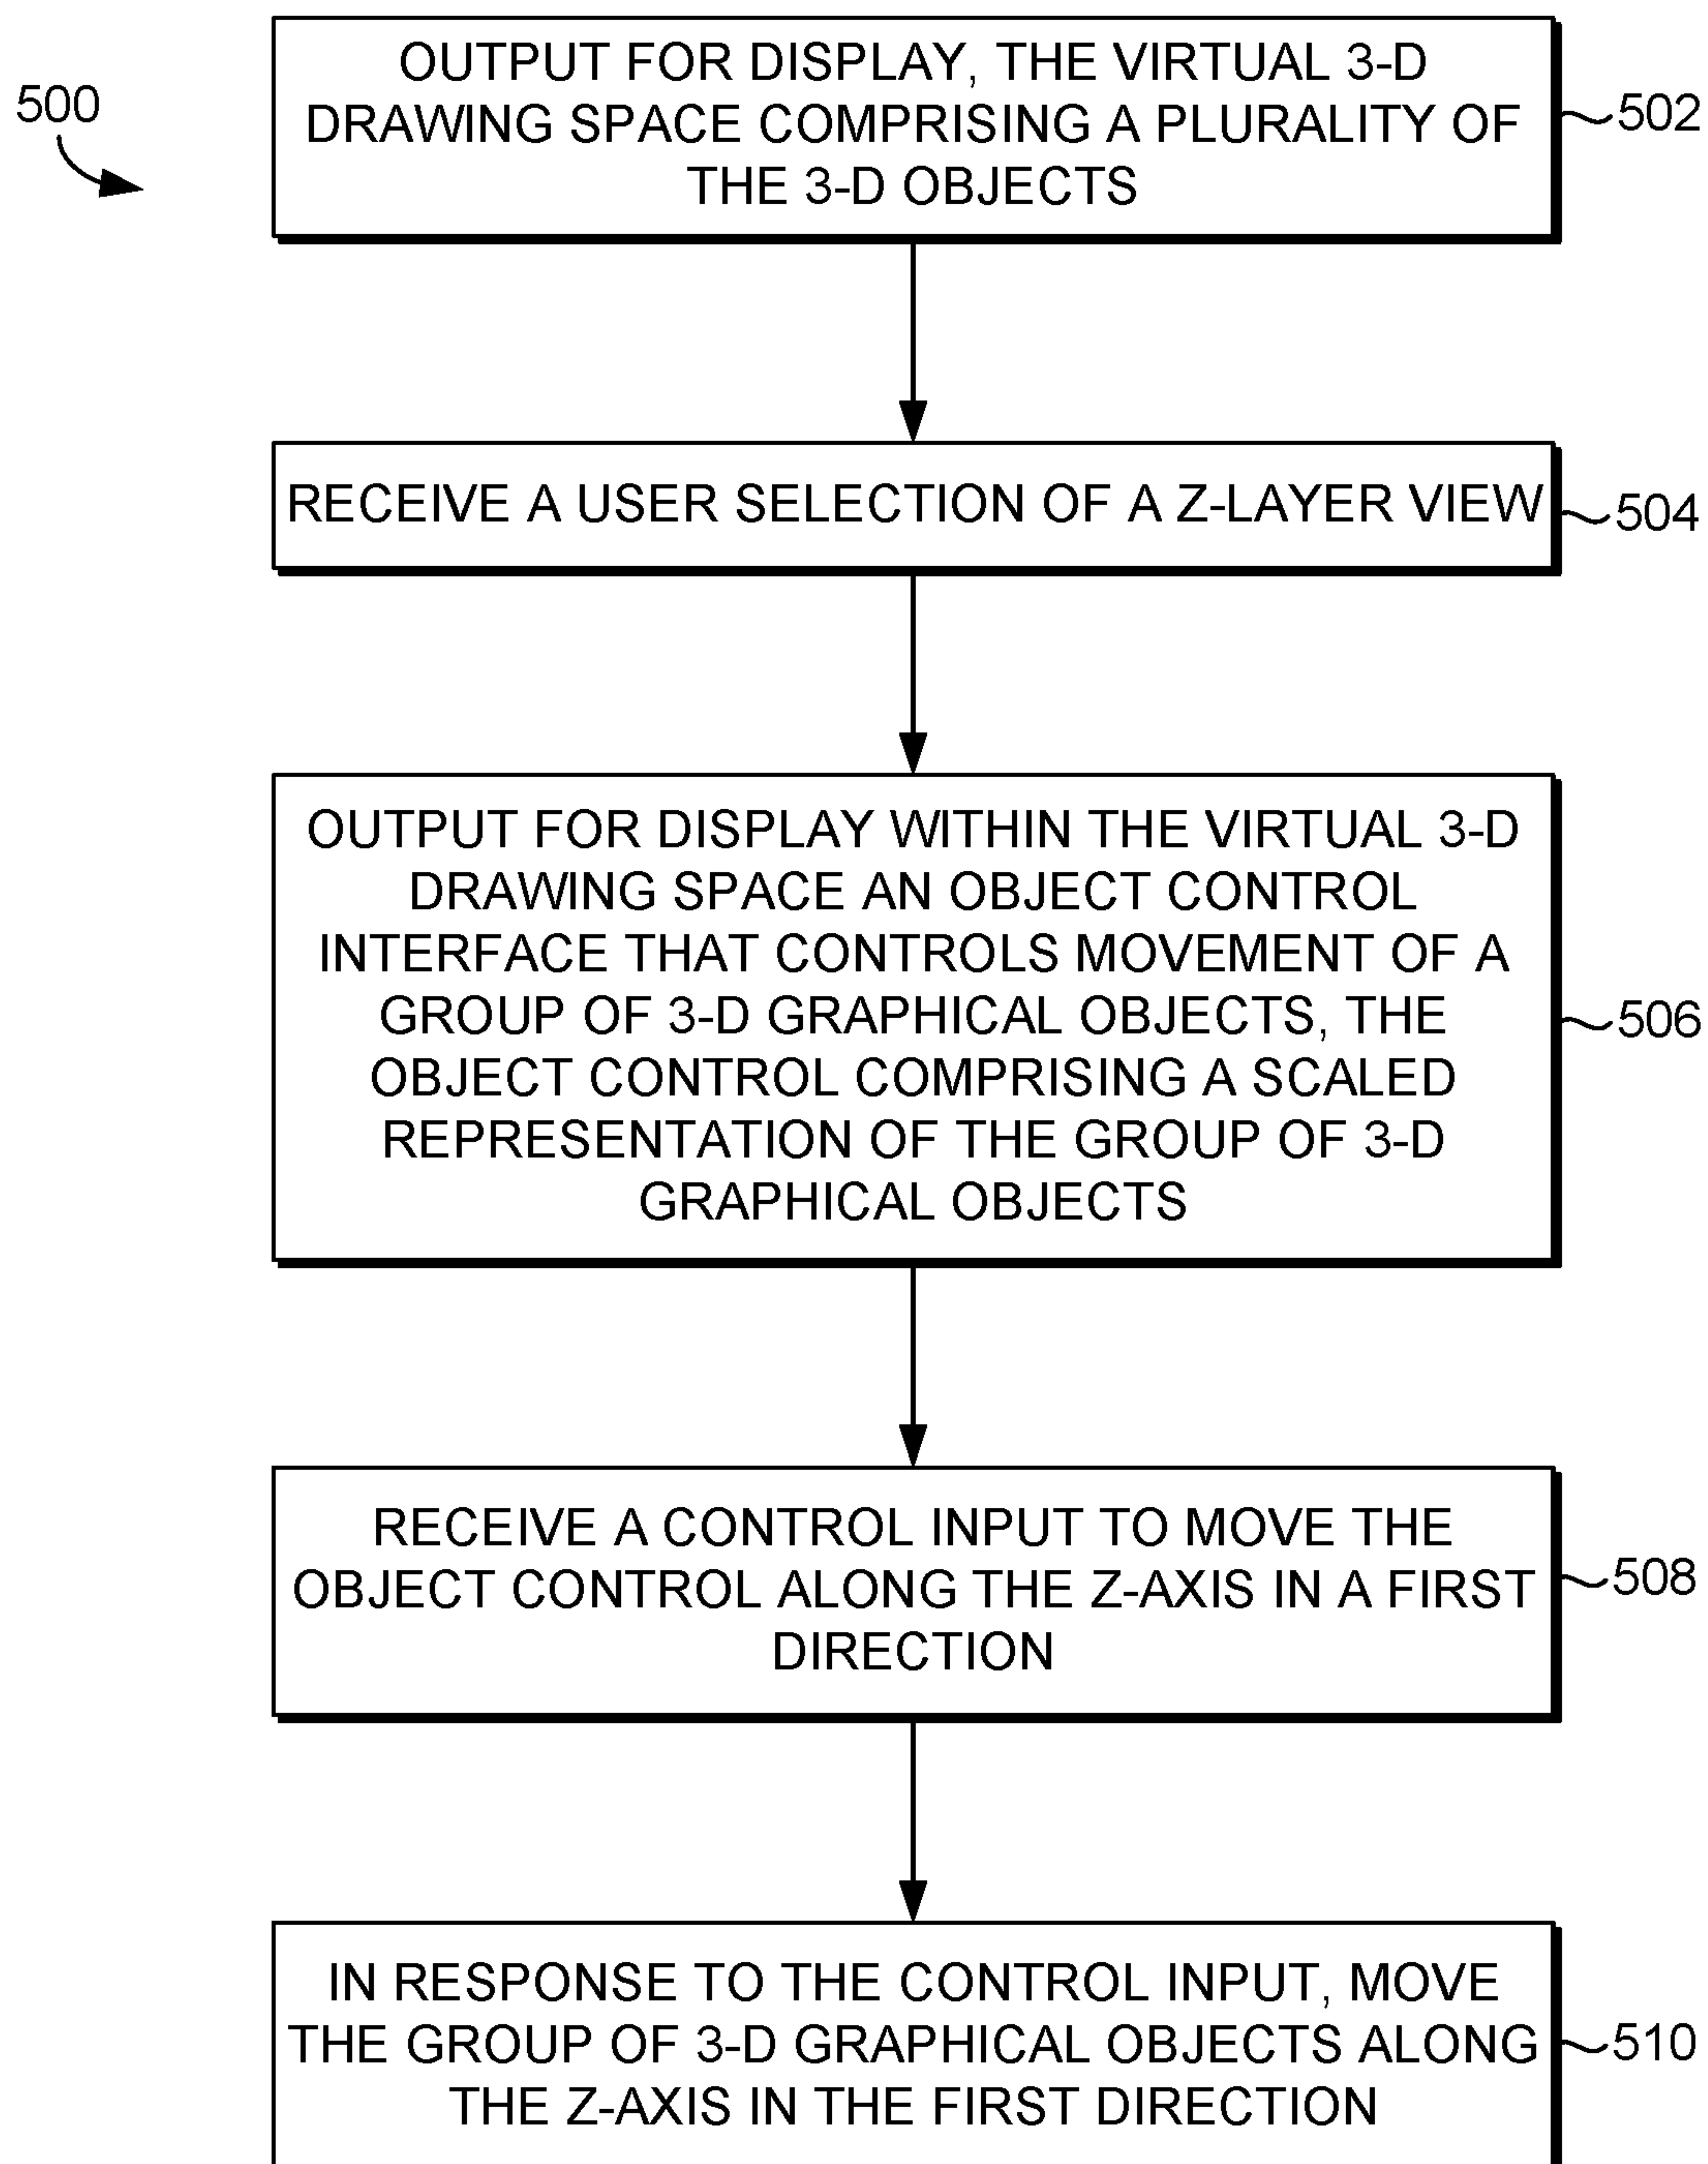 500
OUTPUT FOR DISPLAY, THE VIRTUAL 3-D
DRAWING SPACE COMPRISING A PLURALITY OF
THE 3-D OBJECTS
502
RECEIVE A USER SELECTION OF A Z-LAYER VIEW
504
OUTPUT FOR DISPLAY WITHIN THE VIRTUAL 3-D
DRAWING SPACE AN OBJECT CONTROL
INTERFACE THAT CONTROLS MOVEMENT OF A
GROUP OF 3-D GRAPHICAL OBJECTS, THE
OBJECT CONTROL COMPRISING A SCALED
REPRESENTATION OF THE GROUP OF 3-D
GRAPHICAL OBJECTS
506
RECEIVE A CONTROL INPUT TO MOVE THE
OBJECT CONTROL ALONG THE Z-AXIS IN A FIRST
DIRECTION
508
IN RESPONSE TO THE CONTROL INPUT, MOVE
THE GROUP OF 3-D GRAPHICAL OBJECTS ALONG
THE Z-AXIS IN THE FIRST DIRECTION
510